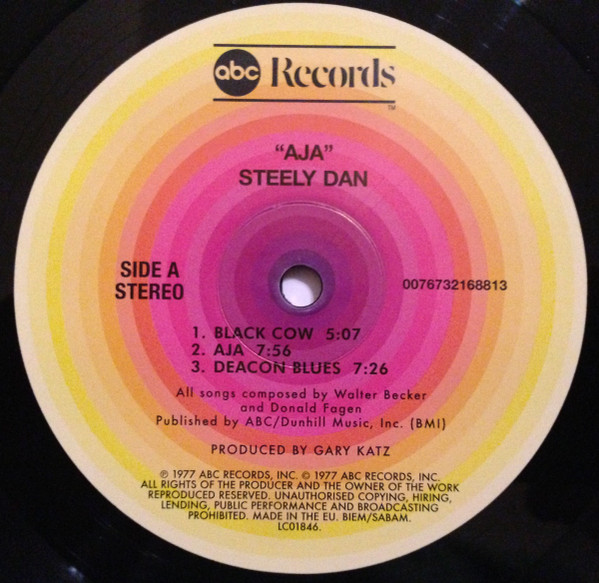 abc Records
TM
“AJA”
STEELY DAN
SIDE A
STEREO
0076732168813
1. BLACK COW 5:07
2. AJA 7:56
3. DEACON BLUES 7:26
All songs composed by Walter Becker
and Donald Fagen
Published by ABC/Dunhill Music, Inc. (BMI)
PRODUCED BY GARY KATZ
℗ 1977 ABC RECORDS, INC. © 1977 ABC RECORDS, INC.
ALL RIGHTS OF THE PRODUCER AND THE OWNER OF THE WORK
REPRODUCED RESERVED. UNAUTHORISED COPYING, HIRING,
LENDING, PUBLIC PERFORMANCE AND BROADCASTING
PROHIBITED. MADE IN THE EU. BIEM/SABAM.
LC01846.